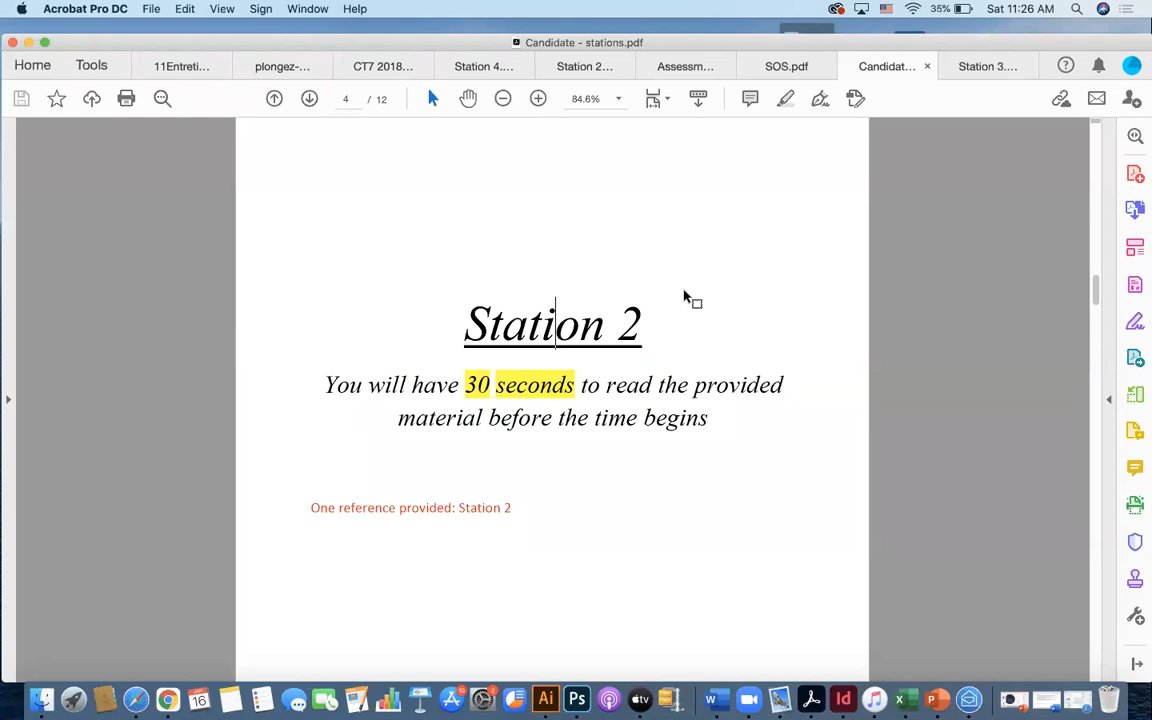 Acrobat Pro DC File Edit View Sign Window Help 35% Sat 11:26 AM
Candidate - stations.pdf
Home Tools 11Entreti... plongez-... CT7 2018... Station 4.... Station 2... Assessm... SOS.pdf Candidat... × Station 3....
4 / 12 84.6%
Station 2
You will have 30 seconds to read the provided
material before the time begins
One reference provided: Station 2